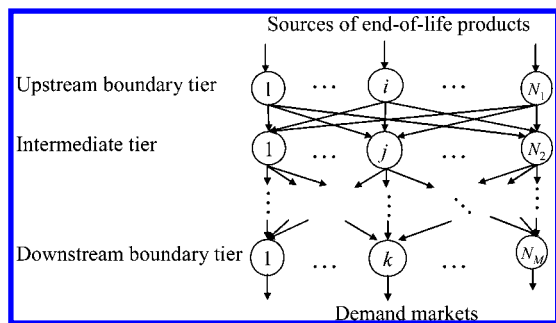 Sources of end-of-life products
Upstream boundary tier 1 ... i ... N₁
Intermediate tier 1 ... j ... N₂
Downstream boundary tier 1 ... k ... N_M
Demand markets